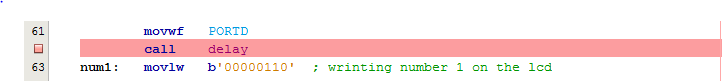 61 movwf PORTD
call delay
63 num1: movlw b'00000110' ; wrinting number 1 on the lcd